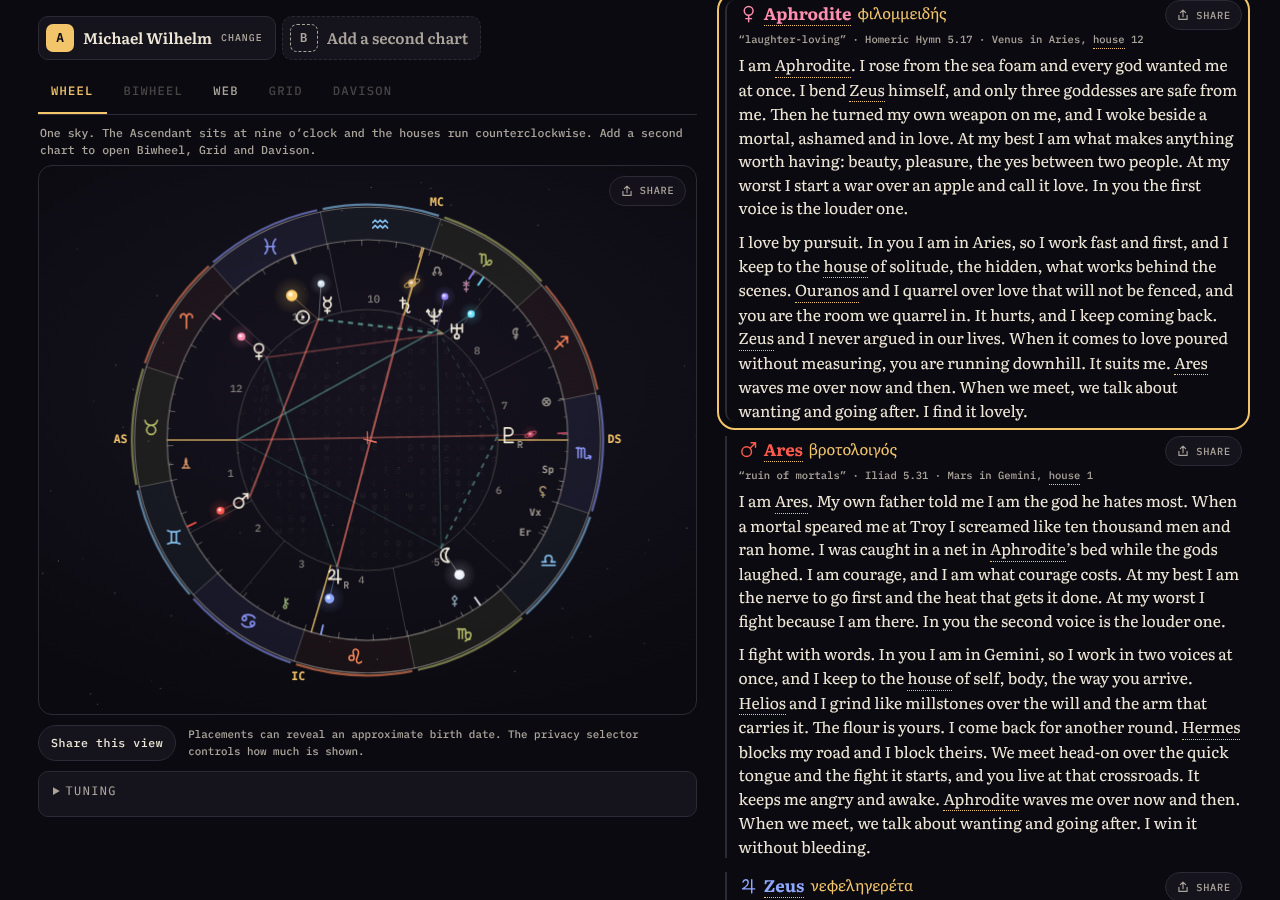 A Michael Wilhelm CHANGE
B Add a second chart
WHEEL BIWHEEL WEB GRID DAVISON
One sky. The Ascendant sits at nine o’clock and the houses run counterclockwise. Add a second
chart to open Biwheel, Grid and Davison.
SHARE
MC
10
8
12
7
AS
DS
R
1
Sp
6
Vx
2
Er
5
3
R
4
IC
Share this view
Placements can reveal an approximate birth date. The privacy selector
controls how much is shown.
TUNING
♀ Aphrodite φιλομμειδής
SHARE
“laughter-loving” · Homeric Hymn 5.17 · Venus in Aries, house 12
I am Aphrodite. I rose from the sea foam and every god wanted me
at once. I bend Zeus himself, and only three goddesses are safe from
me. Then he turned my own weapon on me, and I woke beside a
mortal, ashamed and in love. At my best I am what makes anything
worth having: beauty, pleasure, the yes between two people. At my
worst I start a war over an apple and call it love. In you the first
voice is the louder one.
I love by pursuit. In you I am in Aries, so I work fast and first, and I
keep to the house of solitude, the hidden, what works behind the
scenes. Ouranos and I quarrel over love that will not be fenced, and
you are the room we quarrel in. It hurts, and I keep coming back.
Zeus and I never argued in our lives. When it comes to love poured
without measuring, you are running downhill. It suits me. Ares
waves me over now and then. When we meet, we talk about
wanting and going after. I find it lovely.
♂ Ares βροτολοιγός
SHARE
“ruin of mortals” · Iliad 5.31 · Mars in Gemini, house 1
I am Ares. My own father told me I am the god he hates most. When
a mortal speared me at Troy I screamed like ten thousand men and
ran home. I was caught in a net in Aphrodite’s bed while the gods
laughed. I am courage, and I am what courage costs. At my best I am
the nerve to go first and the heat that gets it done. At my worst I
fight because I am there. In you the second voice is the louder one.
I fight with words. In you I am in Gemini, so I work in two voices at
once, and I keep to the house of self, body, the way you arrive.
Helios and I grind like millstones over the will and the arm that
carries it. The flour is yours. I come back for another round. Hermes
blocks my road and I block theirs. We meet head-on over the quick
tongue and the fight it starts, and you live at that crossroads. It
keeps me angry and awake. Aphrodite waves me over now and then.
When we meet, we talk about wanting and going after. I win it
without bleeding.
♃ Zeus νεφεληγερέτα
SHARE